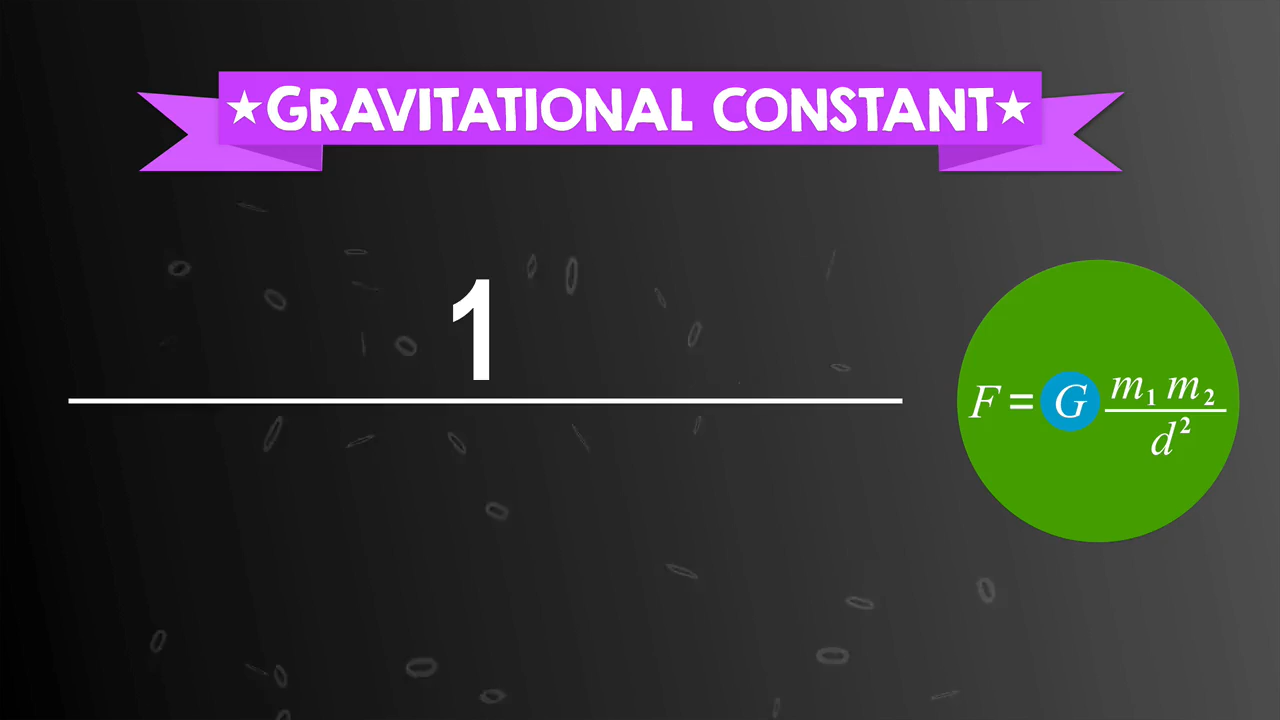 ★GRAVITATIONAL CONSTANT★
1
F = G m₁ m₂
d²